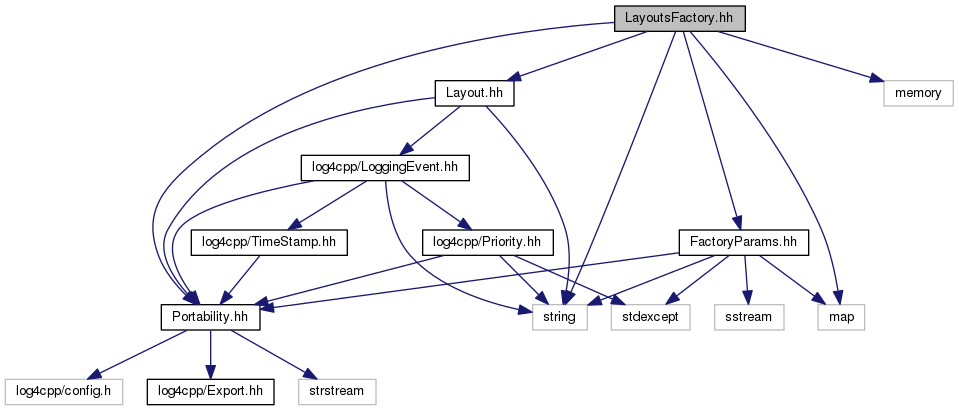 LayoutsFactory.hh
Layout.hh
memory
log4cpp/LoggingEvent.hh
log4cpp/TimeStamp.hh
log4cpp/Priority.hh
FactoryParams.hh
Portability.hh
string
stdexcept
sstream
map
log4cpp/config.h
log4cpp/Export.hh
strstream